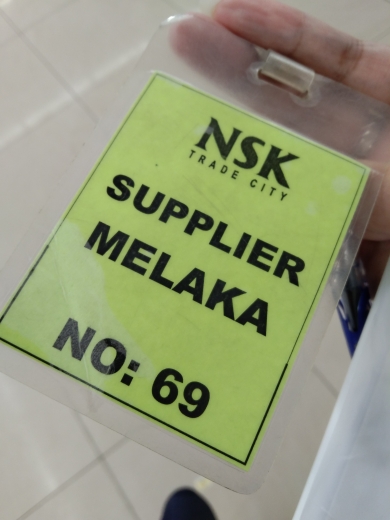 NSK
TRADE CITY
SUPPLIER
MELAKA
NO: 69